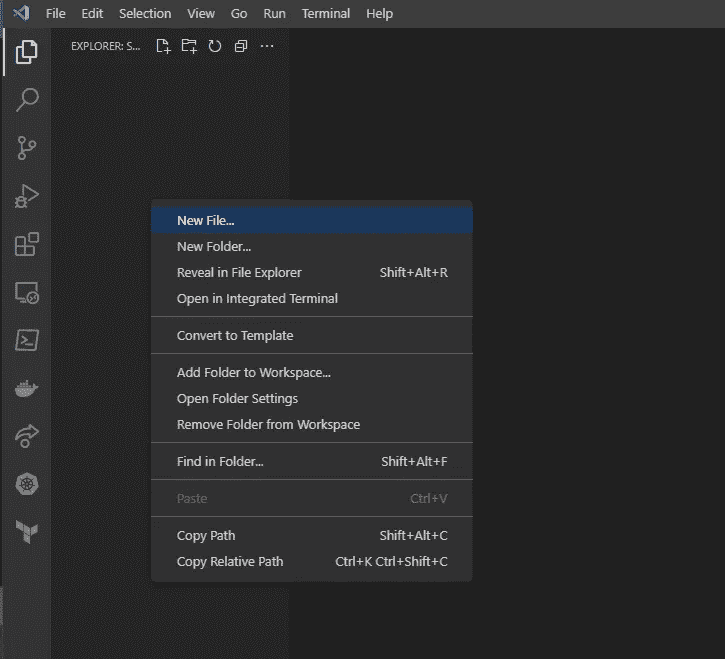 File Edit Selection View Go Run Terminal Help
EXPLORER: S...
New File...
New Folder...
Reveal in File Explorer Shift+Alt+R
Open in Integrated Terminal
Convert to Template
Add Folder to Workspace...
Open Folder Settings
Remove Folder from Workspace
Find in Folder... Shift+Alt+F
Paste Ctrl+V
Copy Path Shift+Alt+C
Copy Relative Path Ctrl+K Ctrl+Shift+C